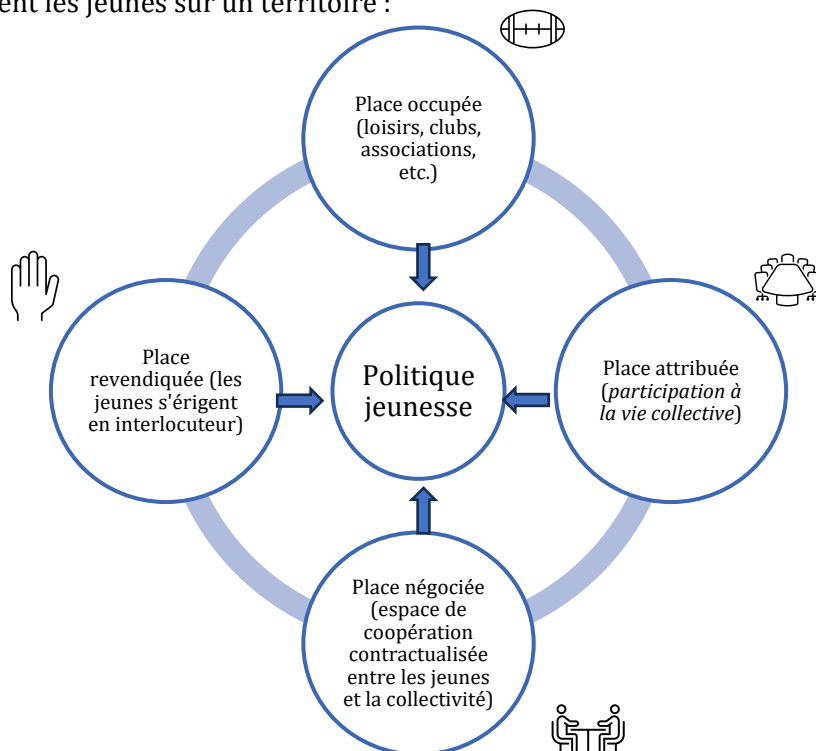 ent les jeunes sur un territoire :
Place occupée
(loisirs, clubs,
associations,
etc.)
Place
revendiquée (les
jeunes s'érigent
en interlocuteur)
Politique
jeunesse
Place attribuée
(participation à
la vie collective)
Place négociée
(espace de
coopération
contractualisée
entre les jeunes
et la collectivité)